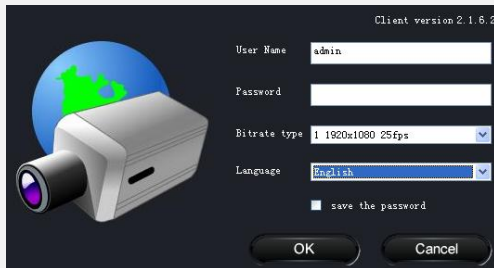 Client version 2.1.6.2
User Name admin
Password
Bitrate type 1 1920x1080 25fps
Language English
save the password
OK Cancel